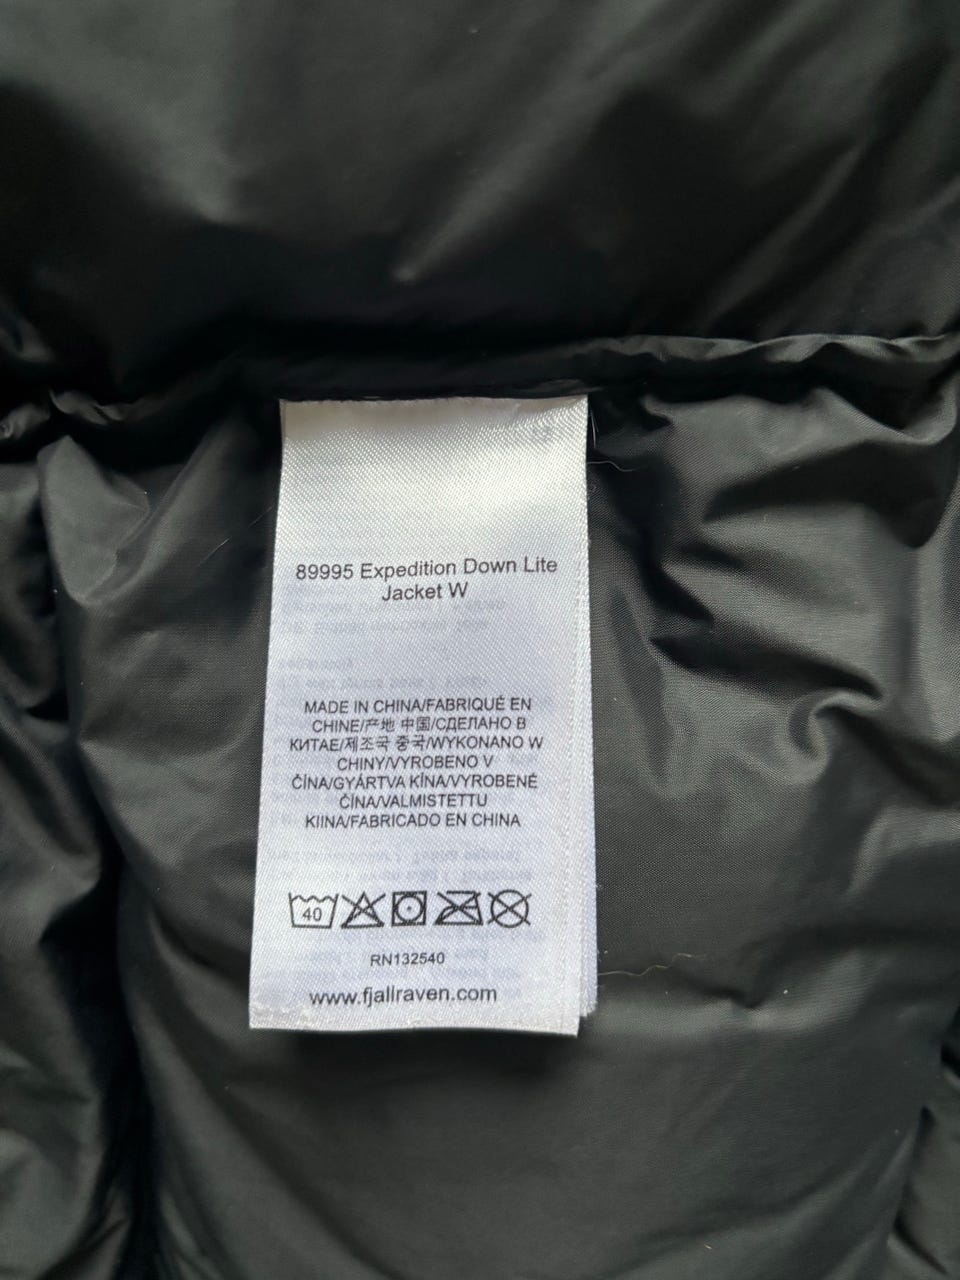 89995 Expedition Down Lite
Jacket W
MADE IN CHINA/FABRIQUÉ EN
CHINE/产地 中国/СДЕЛАНО В
КИТАЕ/제조국 중국/WYKONANO W
CHINY/VYROBENO V
ČÍNA/GYÁRTVA KÍNA/VYROBENÉ
ČÍNA/VALMISTETTU
KIINA/FABRICADO EN CHINA
40
RN132540
www.fjallraven.com